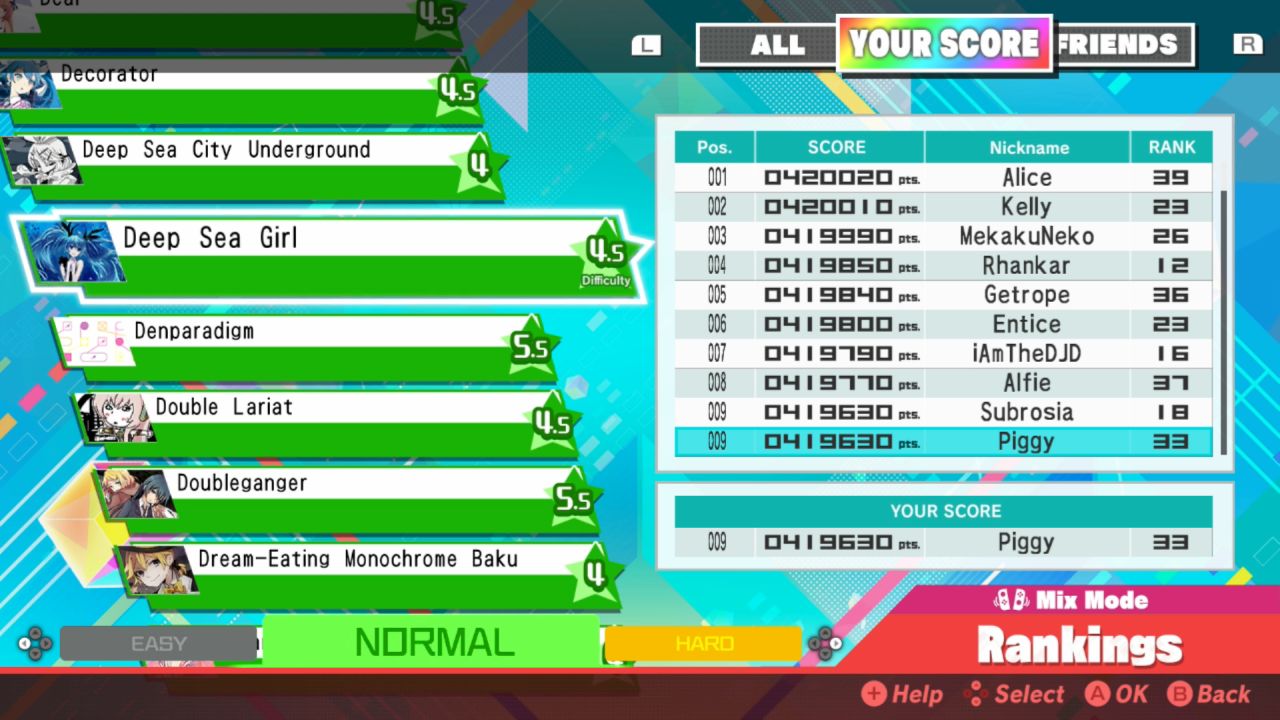 Dear
4.5
L
ALL
YOUR SCORE
FRIENDS
R
Decorator
4.5
Deep Sea City Underground
4
Deep Sea Girl
4.5
Difficulty
Denparadigm
5.5
Double Lariat
4.5
Doubleganger
5.5
Dream-Eating Monochrome Baku
4
EASY
NORMAL
HARD
Pos. SCORE Nickname RANK
001 0420020 pts. Alice 39
002 0420010 pts. Kelly 23
003 0419990 pts. MekakuNeko 26
004 0419850 pts. Rhankar 12
005 0419840 pts. Getrope 36
006 0419800 pts. Entice 23
007 0419790 pts. iAmTheDJD 16
008 0419770 pts. Alfie 37
009 0419630 pts. Subrosia 18
009 0419630 pts. Piggy 33
YOUR SCORE
009 0419630 pts. Piggy 33
Mix Mode
Rankings
+ Help Select A OK B Back